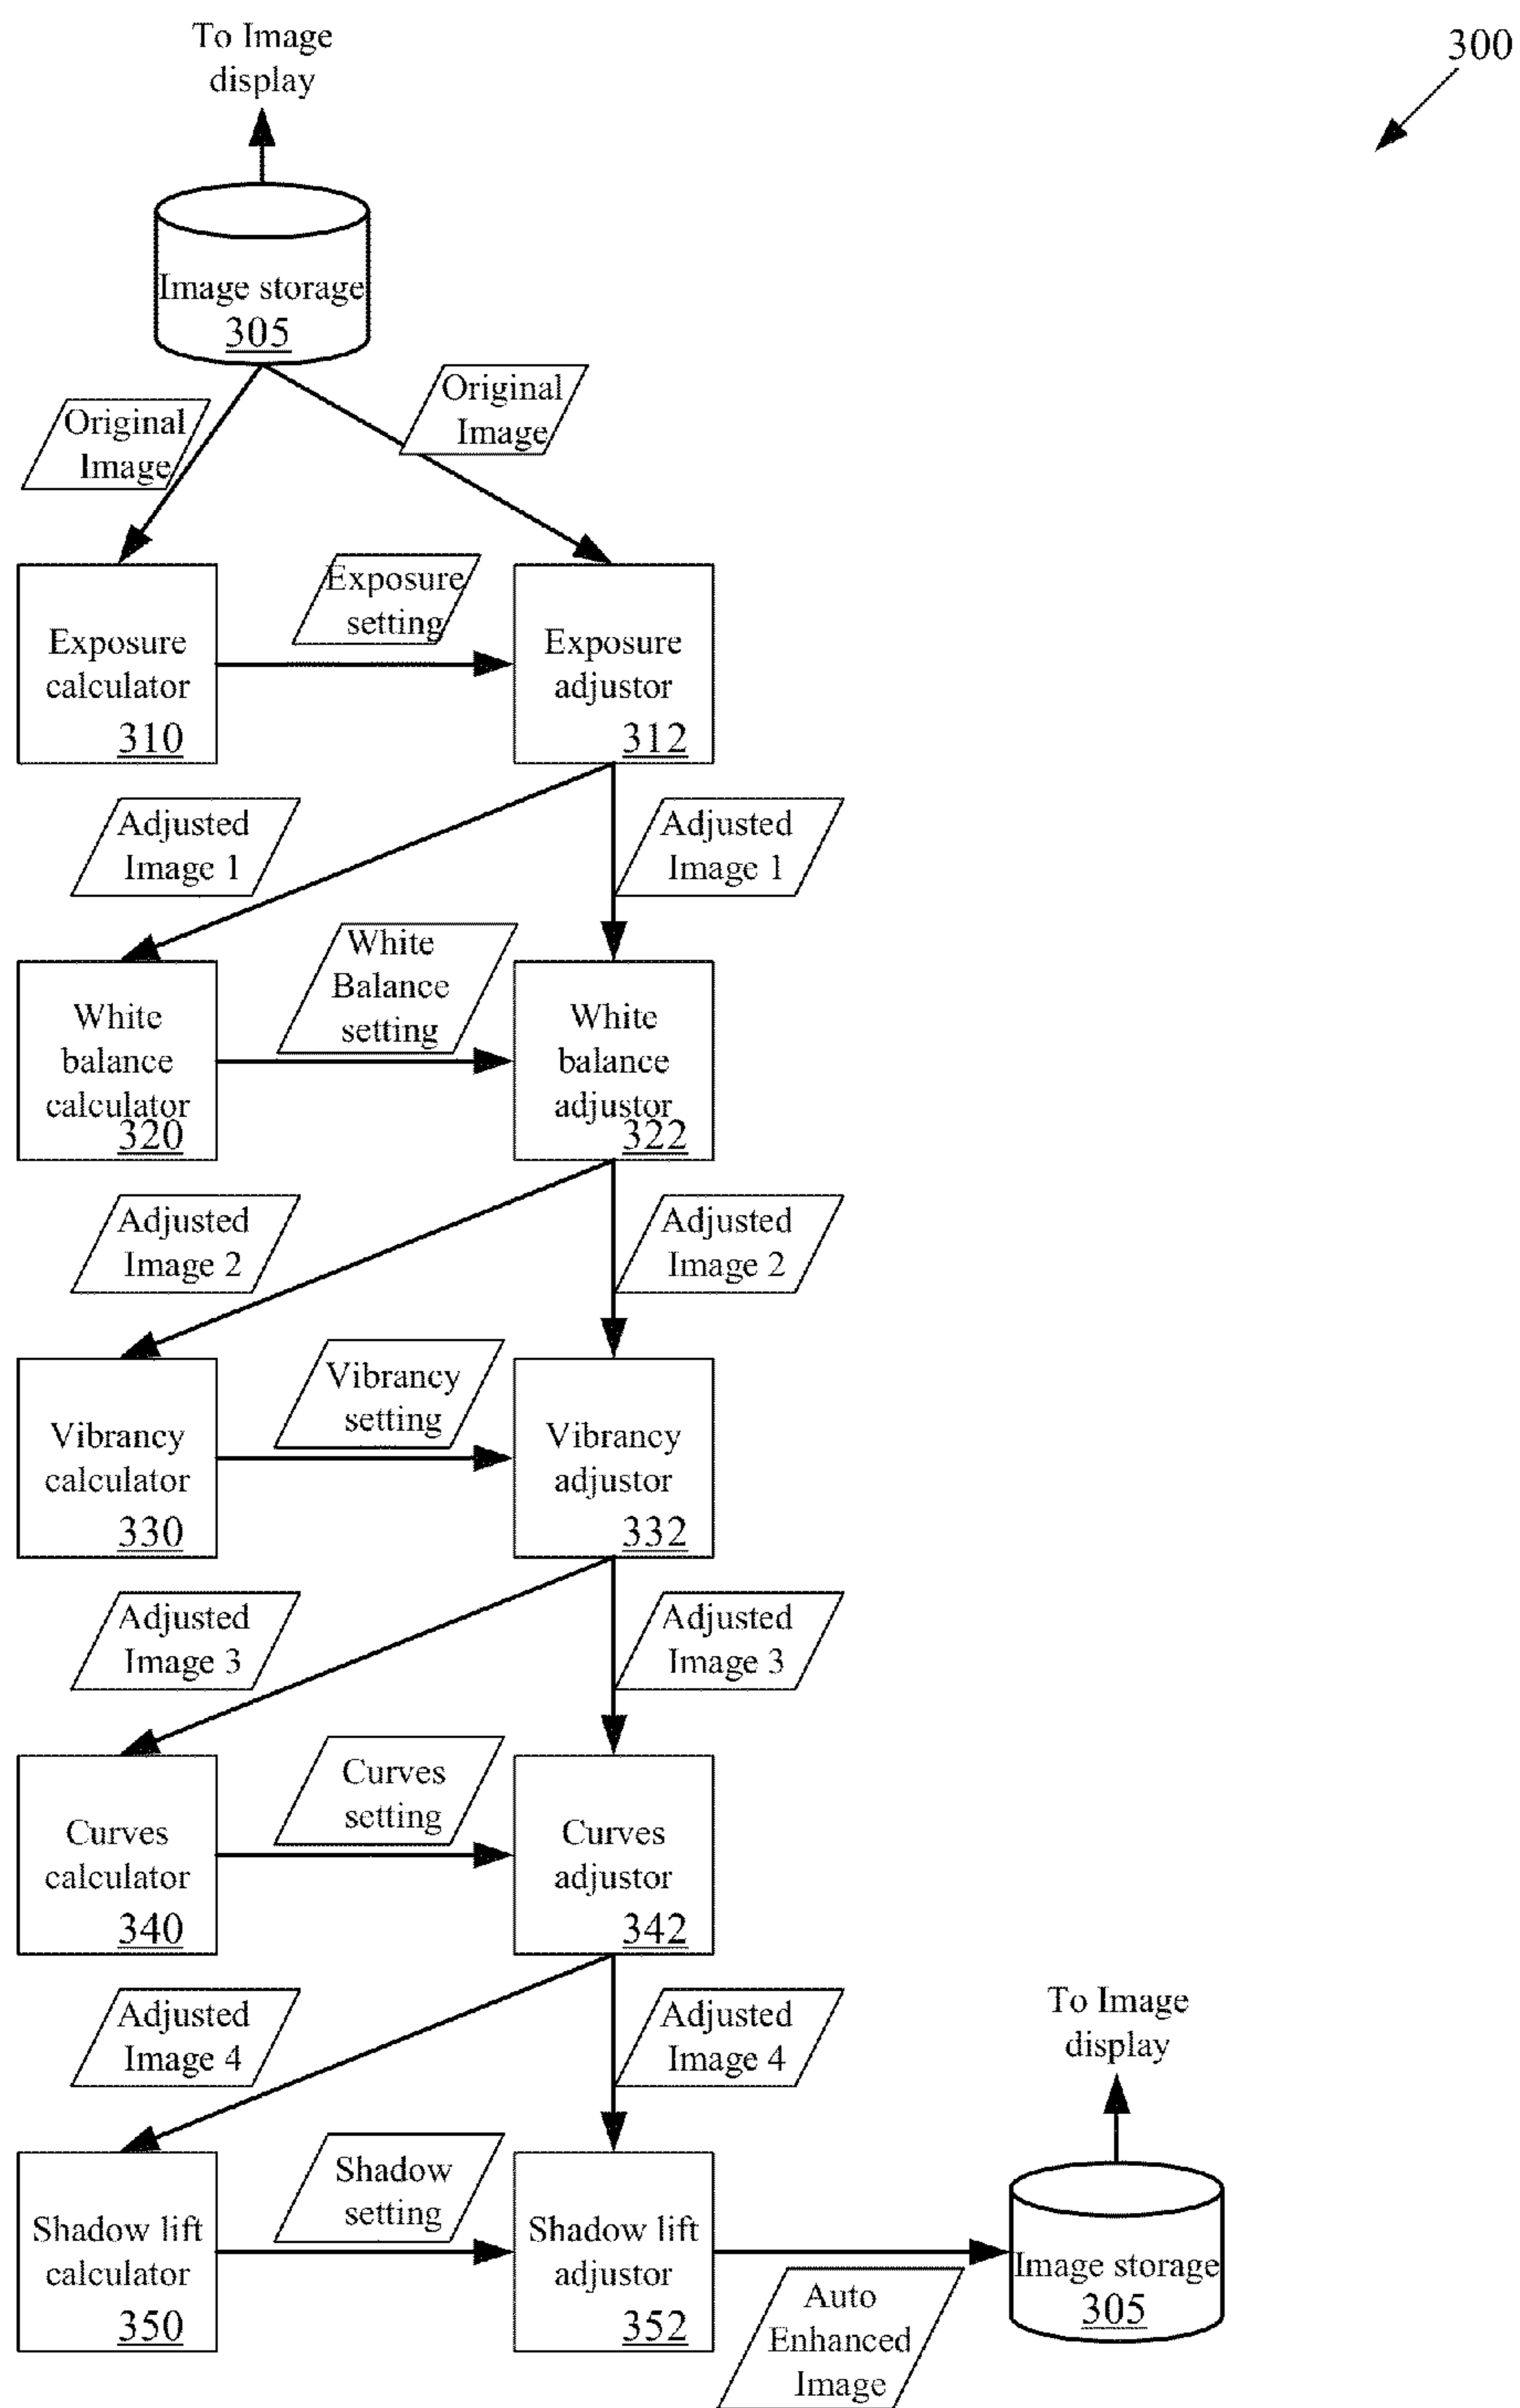 To Image
display
300
Image storage
305
Original
Image
Original
Image
Exposure
setting
Exposure
calculator
310
Exposure
adjustor
312
Adjusted
Image 1
Adjusted
Image 1
White
Balance
setting
White
balance
calculator
320
White
balance
adjustor
322
Adjusted
Image 2
Adjusted
Image 2
Vibrancy
setting
Vibrancy
calculator
330
Vibrancy
adjustor
332
Adjusted
Image 3
Adjusted
Image 3
Curves
setting
Curves
calculator
340
Curves
adjustor
342
Adjusted
Image 4
Adjusted
Image 4
To Image
display
Shadow
setting
Shadow lift
calculator
350
Shadow lift
adjustor
352
Image storage
305
Auto
Enhanced
Image